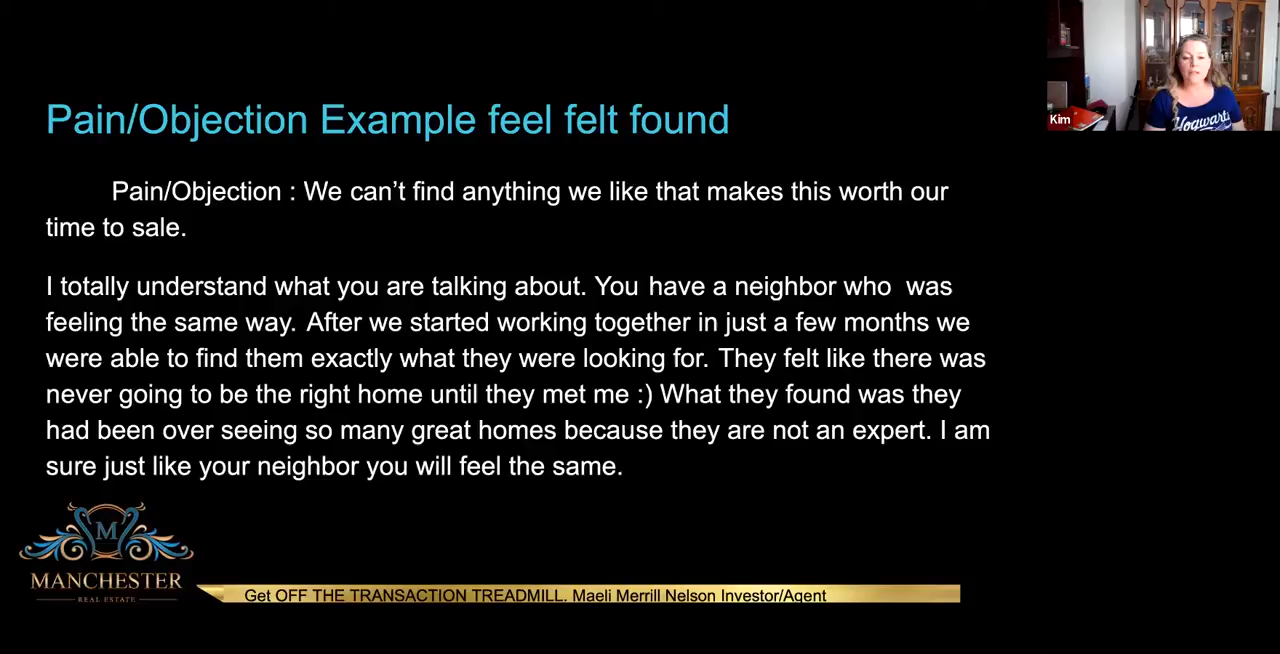 Pain/Objection Example feel felt found
Kim
Hogwarts
Pain/Objection : We can’t find anything we like that makes this worth our
time to sale.
I totally understand what you are talking about. You have a neighbor who was
feeling the same way. After we started working together in just a few months we
were able to find them exactly what they were looking for. They felt like there was
never going to be the right home until they met me :) What they found was they
had been over seeing so many great homes because they are not an expert. I am
sure just like your neighbor you will feel the same.
M
MANCHESTER
REAL ESTATE
Get OFF THE TRANSACTION TREADMILL. Maeli Merrill Nelson Investor/Agent